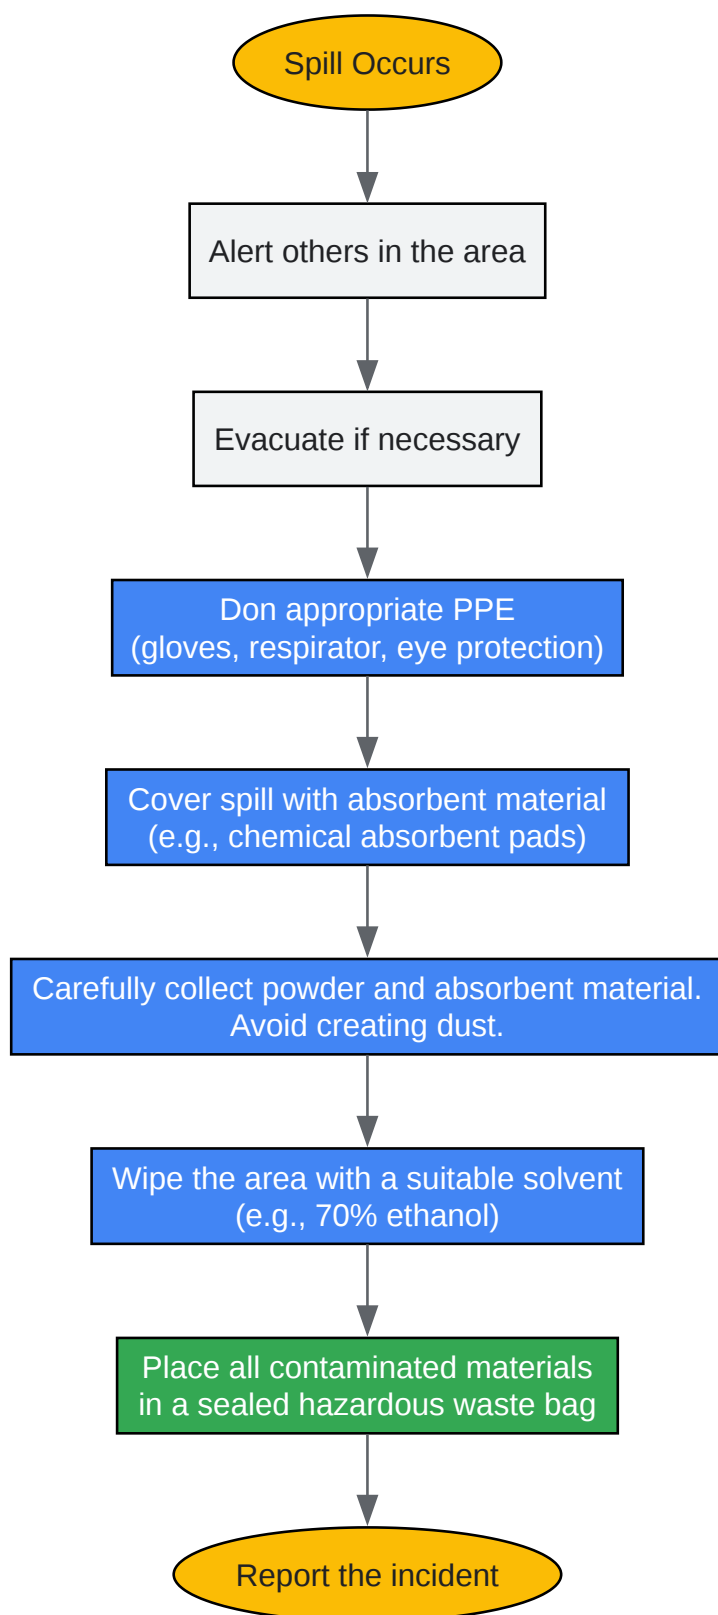 Spill Occurs
Alert others in the area
Evacuate if necessary
Don appropriate PPE
(gloves, respirator, eye protection)
Cover spill with absorbent material
(e.g., chemical absorbent pads)
Carefully collect powder and absorbent material.
Avoid creating dust.
Wipe the area with a suitable solvent
(e.g., 70% ethanol)
Place all contaminated materials
in a sealed hazardous waste bag
Report the incident